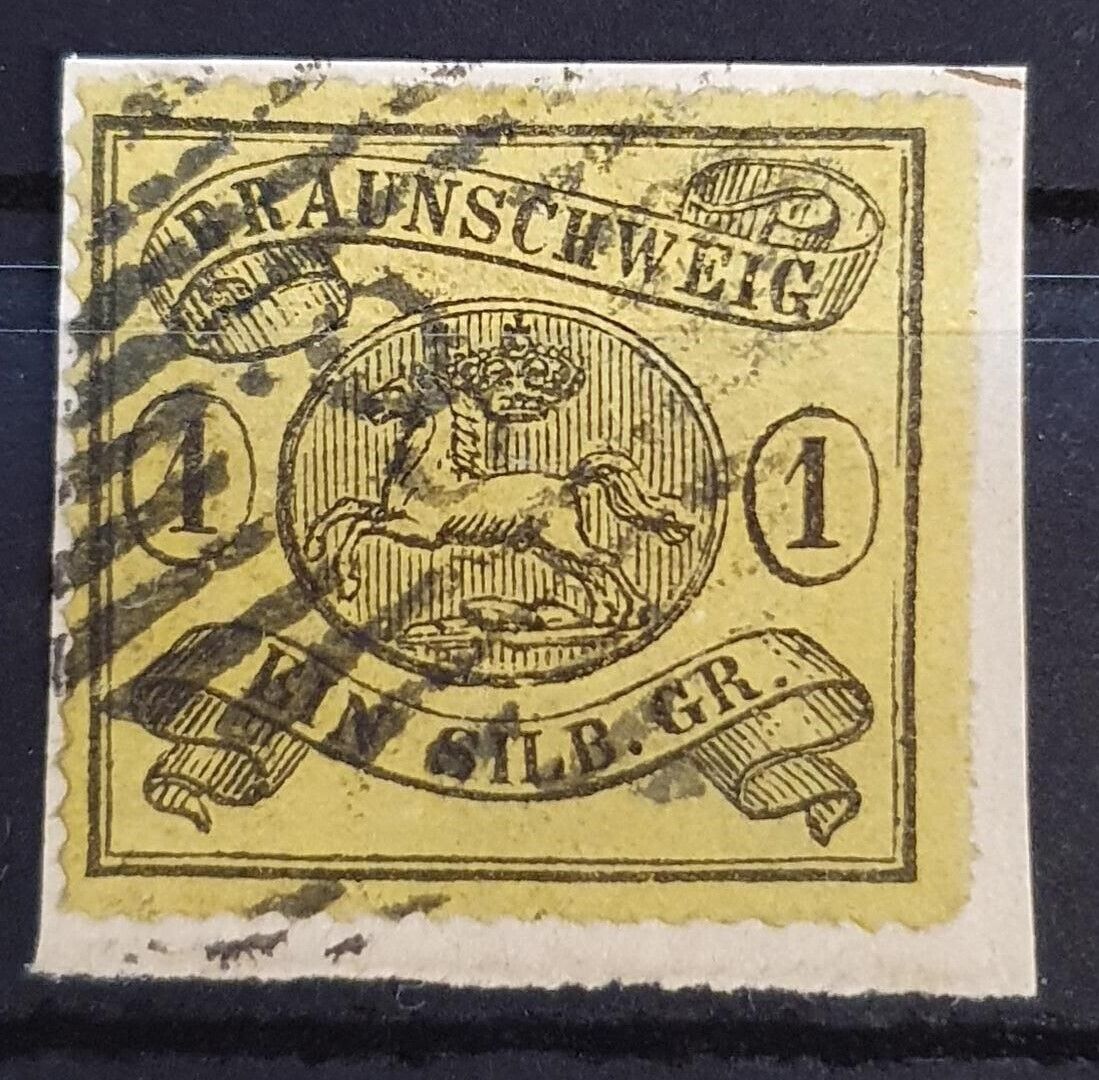 BRAUNSCHWEIG
1 1
EIN SILB. GR.